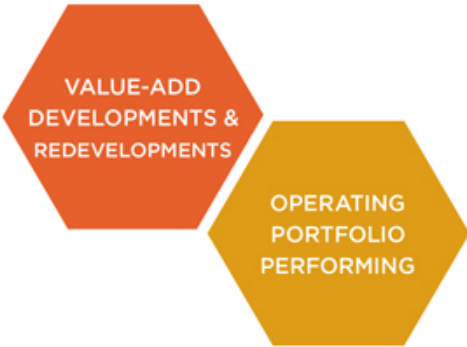 VALUE-ADD
DEVELOPMENTS &
REDEVELOPMENTS
OPERATING
PORTFOLIO
PERFORMING